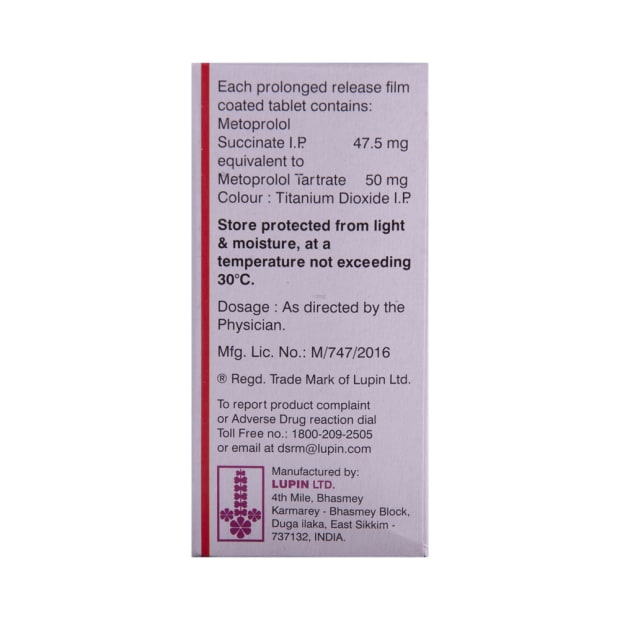 Each prolonged release film
coated tablet contains:
Metoprolol
Succinate I.P. 47.5 mg
equivalent to
Metoprolol Tartrate 50 mg
Colour : Titanium Dioxide I.P.
Store protected from light
& moisture, at a
temperature not exceeding
30°C.
Dosage : As directed by the
Physician.
Mfg. Lic. No.: M/747/2016
® Regd. Trade Mark of Lupin Ltd.
To report product complaint
or Adverse Drug reaction dial
Toll Free no.: 1800-209-2505
or email at dsrm@lupin.com
Manufactured by:
LUPIN LTD.
4th Mile, Bhasmey
Karmarey - Bhasmey Block,
Duga ilaka, East Sikkim -
737132, INDIA.